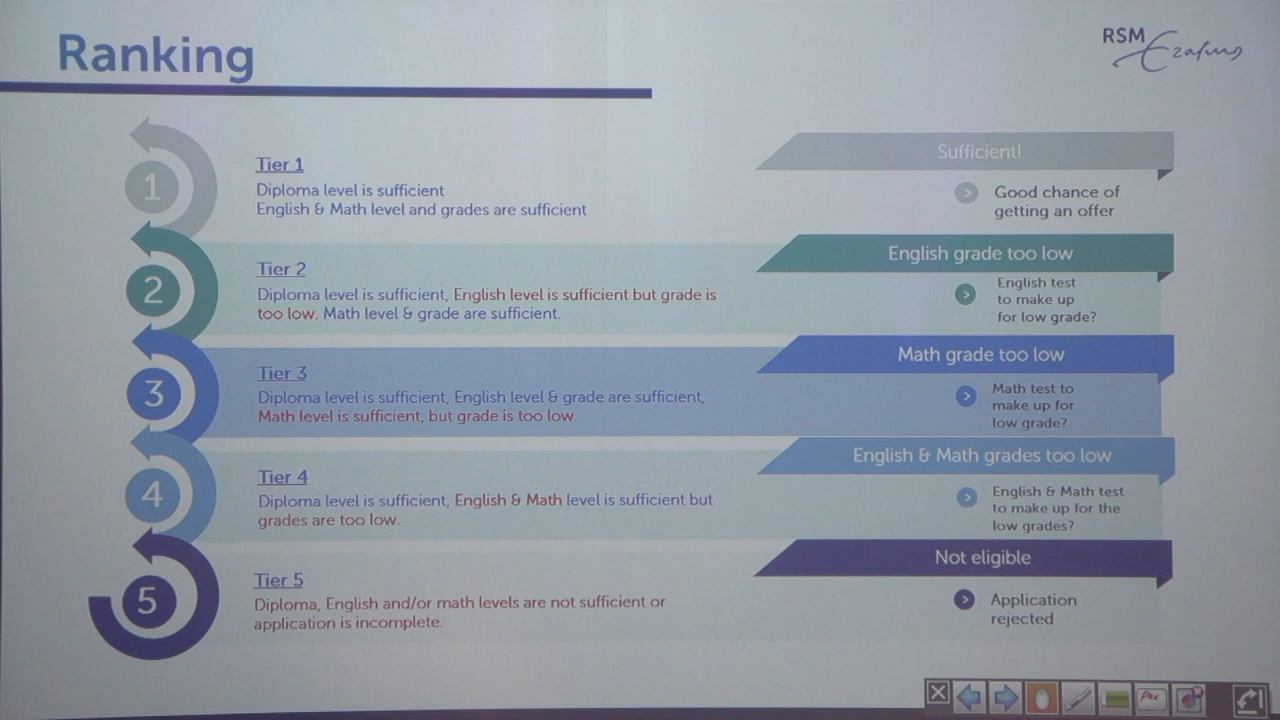 Ranking
RSM
Erasmus
1
Tier 1
Diploma level is sufficient
English & Math level and grades are sufficient
Sufficient!
Good chance of
getting an offer
2
Tier 2
Diploma level is sufficient, English level is sufficient but grade is
too low. Math level & grade are sufficient.
English grade too low
English test
to make up
for low grade?
3
Tier 3
Diploma level is sufficient, English level & grade are sufficient,
Math level is sufficient, but grade is too low.
Math grade too low
Math test to
make up for
low grade?
4
Tier 4
Diploma level is sufficient, English & Math level is sufficient but
grades are too low.
English & Math grades too low
English & Math test
to make up for the
low grades?
5
Tier 5
Diploma, English and/or math levels are not sufficient or
application is incomplete.
Not eligible
Application
rejected